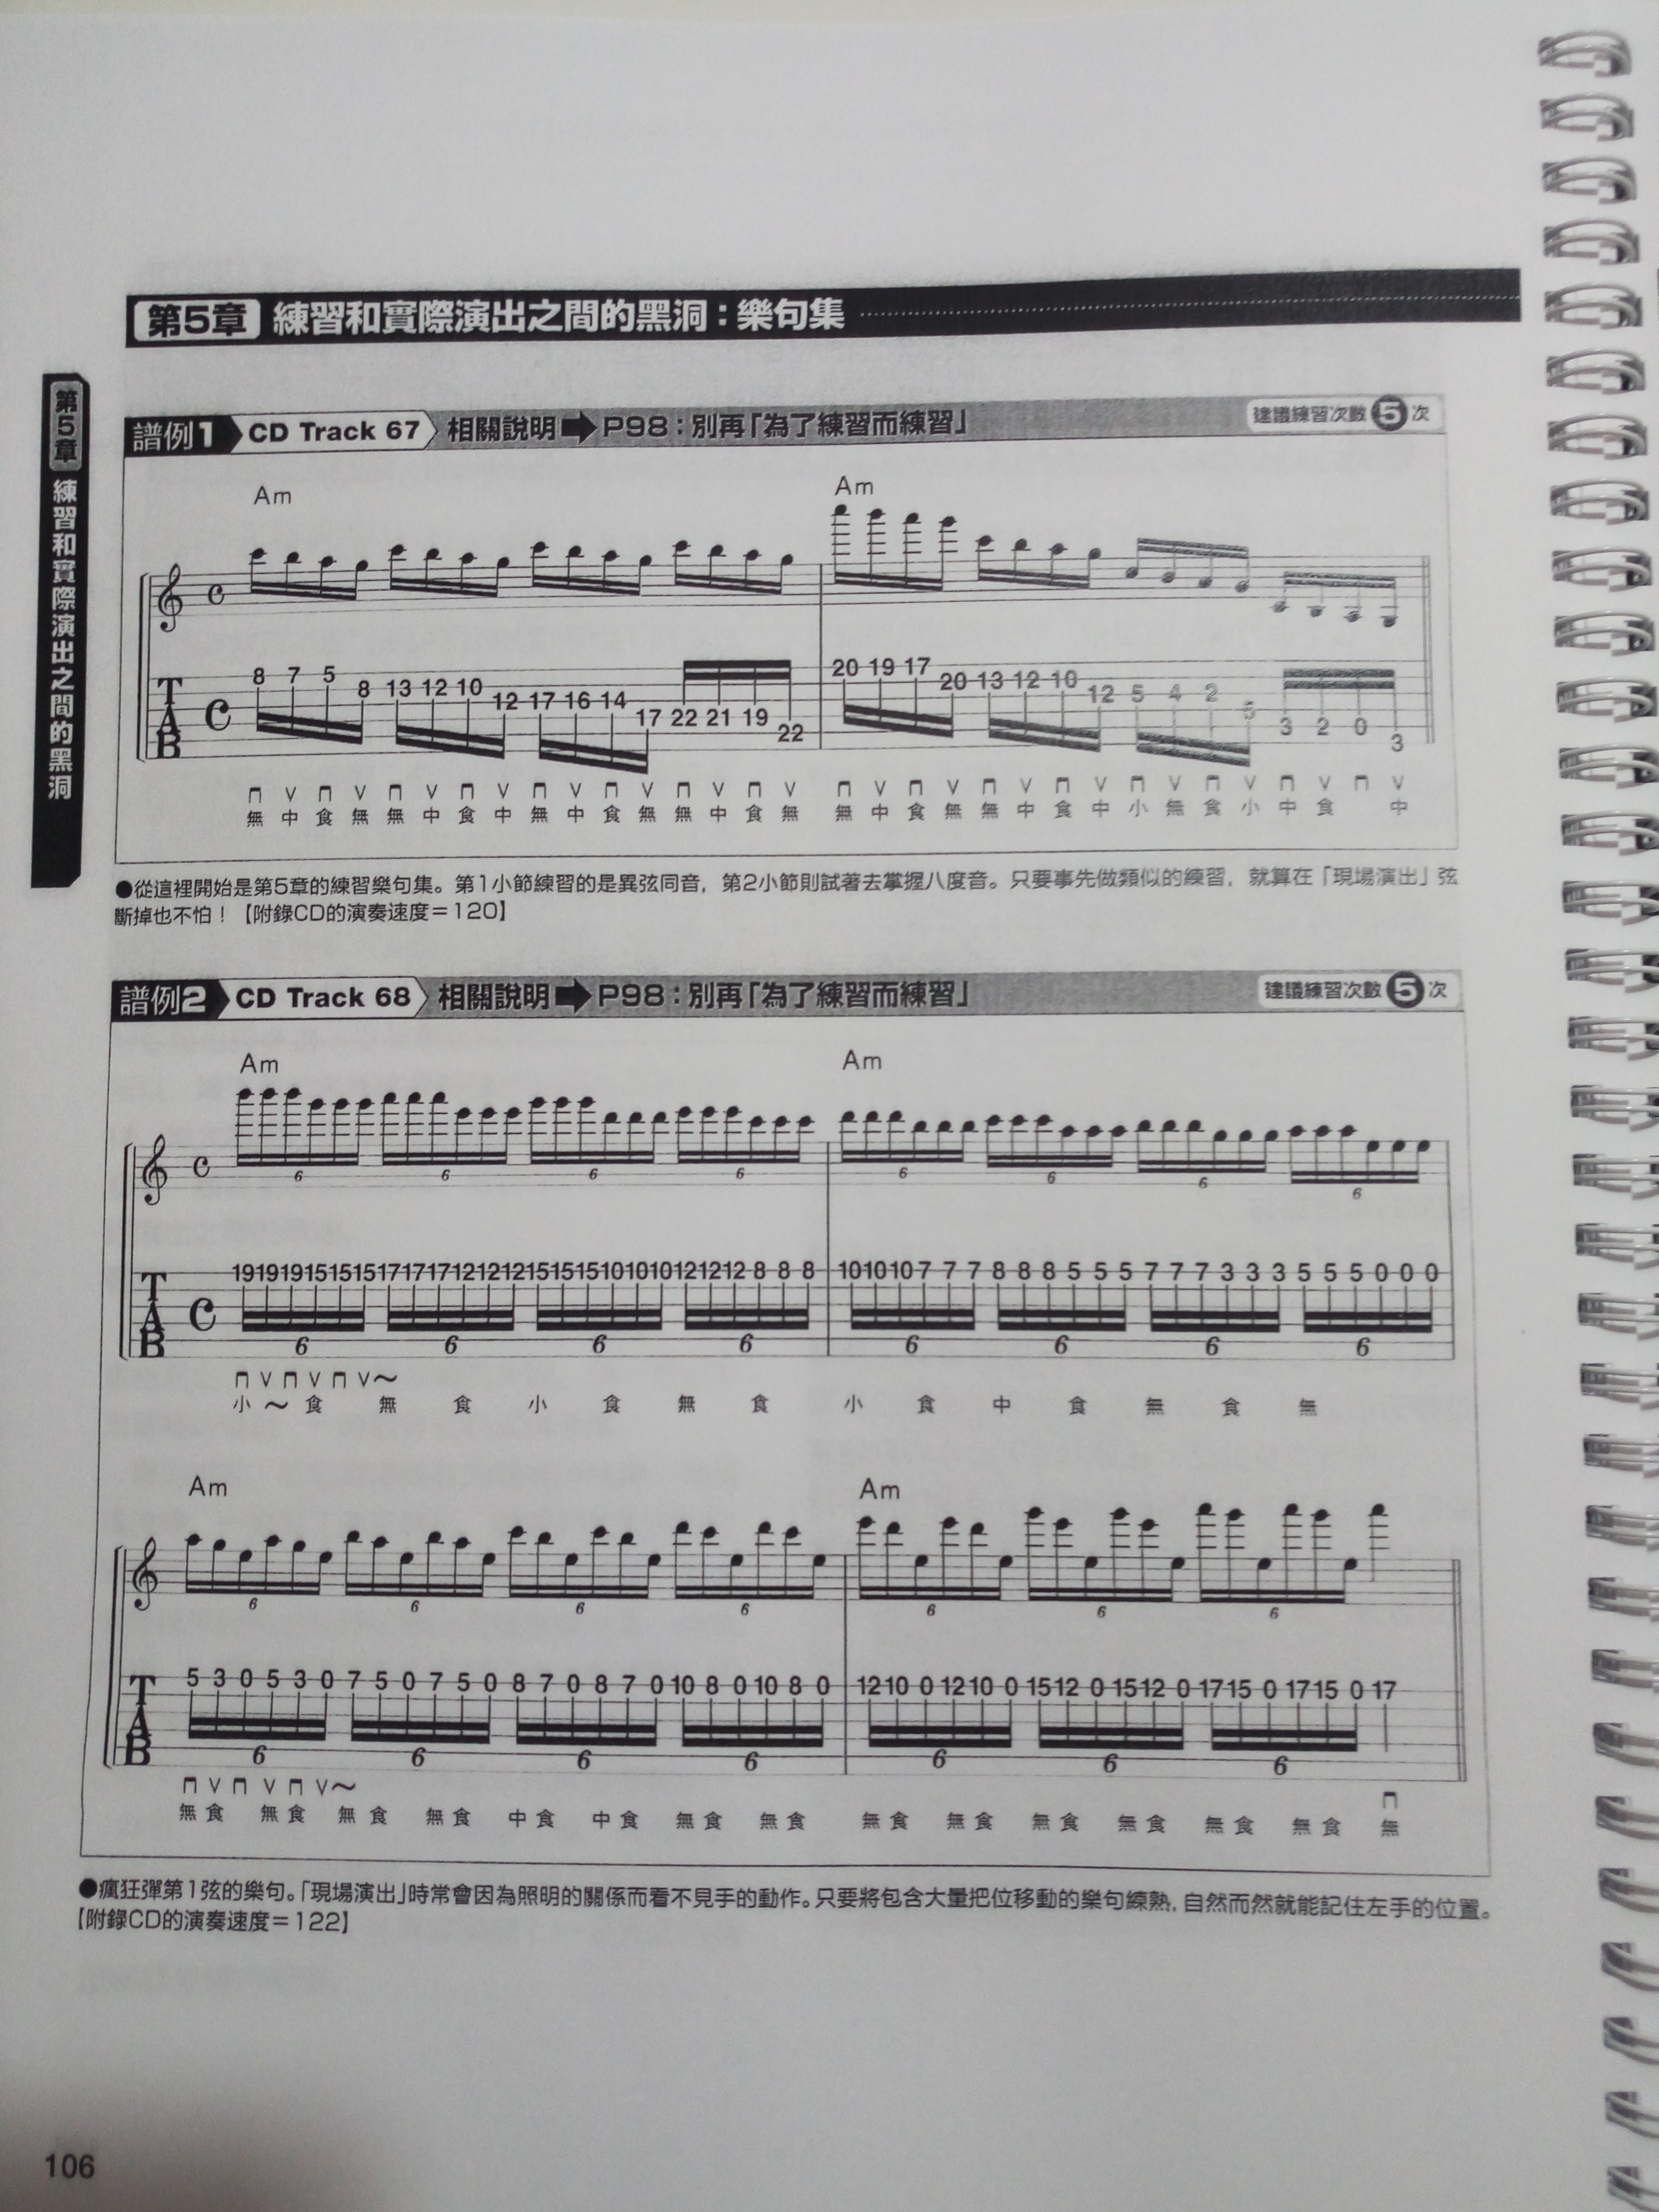 第5章 練習和實際演出之間的黑洞：樂句集
第5章 練習和實際演出之間的黑洞
譜例1 CD Track 67 相關說明➡P98：別再「為了練習而練習」 建議練習次數5次
Am Am
8 7 5 8 13 12 10 12 17 16 14 17 22 21 19 22 20 19 17 20 13 12 10 12 5 4 2 5 3 2 0 3
TAB
無 中 食 無 無 中 食 中 無 中 食 無 無 中 食 無 無 中 食 無 無 中 食 中 小 無 食 小 中 食 中
●從這裡開始是第5章的練習樂句集。第1小節練習的是異弦同音，第2小節則試著去掌握八度音。只要事先做類似的練習，就算在「現場演出」弦
斷掉也不怕！【附錄CD的演奏速度＝120】
譜例2 CD Track 68 相關說明➡P98：別再「為了練習而練習」 建議練習次數5次
Am Am
6 6 6 6 6 6 6 6
19 19 19 15 15 15 17 17 17 12 12 12 15 15 15 10 10 10 12 12 12 8 8 8 10 10 10 7 7 7 8 8 8 5 5 5 7 7 7 3 3 3 5 5 5 0 0 0
TAB
6 6 6 6 6 6 6 6
小 ～ 食 無 食 小 食 無 食 小 食 中 食 無 食 無
Am Am
6 6 6 6 6 6 6
5 3 0 5 3 0 7 5 0 7 5 0 8 7 0 8 7 0 10 8 0 10 8 0 12 10 0 12 10 0 15 12 0 15 12 0 17 15 0 17 15 0 17
TAB
6 6 6 6 6 6 6
無 食 無 食 無 食 無 食 中 食 中 食 無 食 無 食 無 食 無 食 無 食 無 食 無 食 無 食 無
●瘋狂彈第1弦的樂句。「現場演出」時常會因為照明的關係而看不見手的動作。只要將包含大量把位移動的樂句練熟，自然而然就能記住左手的位置。
【附錄CD的演奏速度＝122】
106